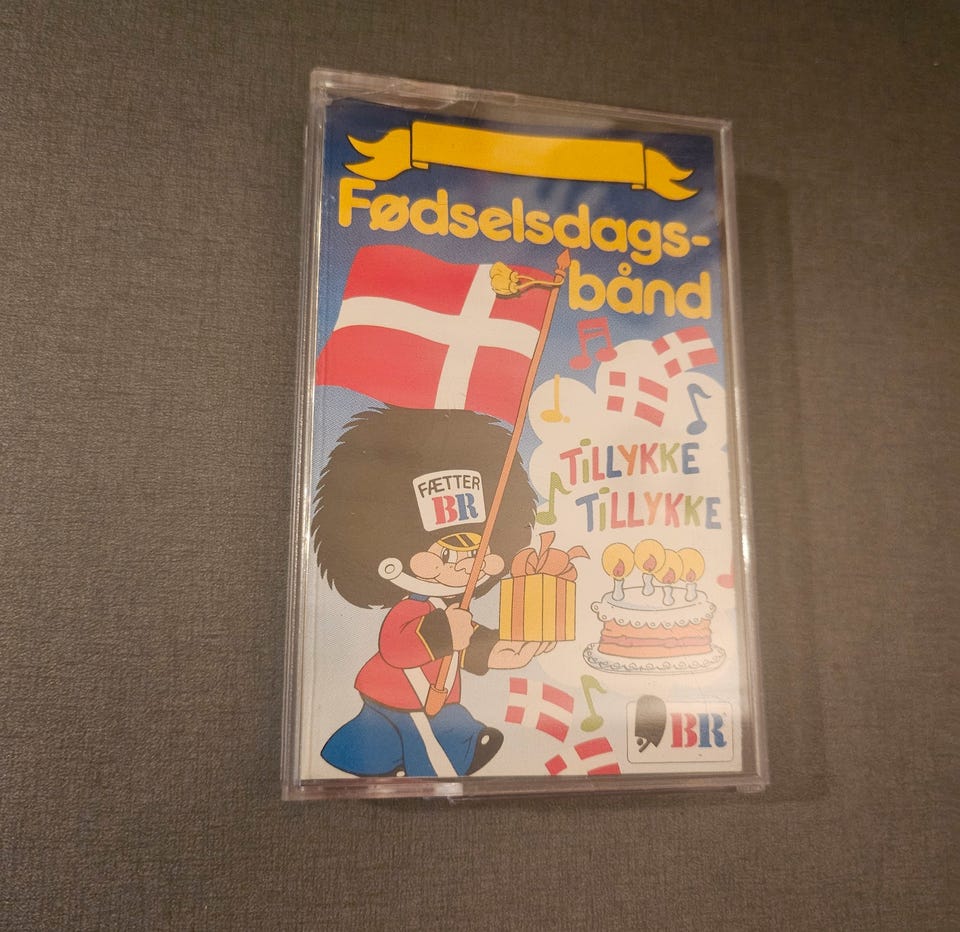 Fødselsdags-
bånd
TiLLYKKE
TiLLYKKE
FÆTTER
BR
BR